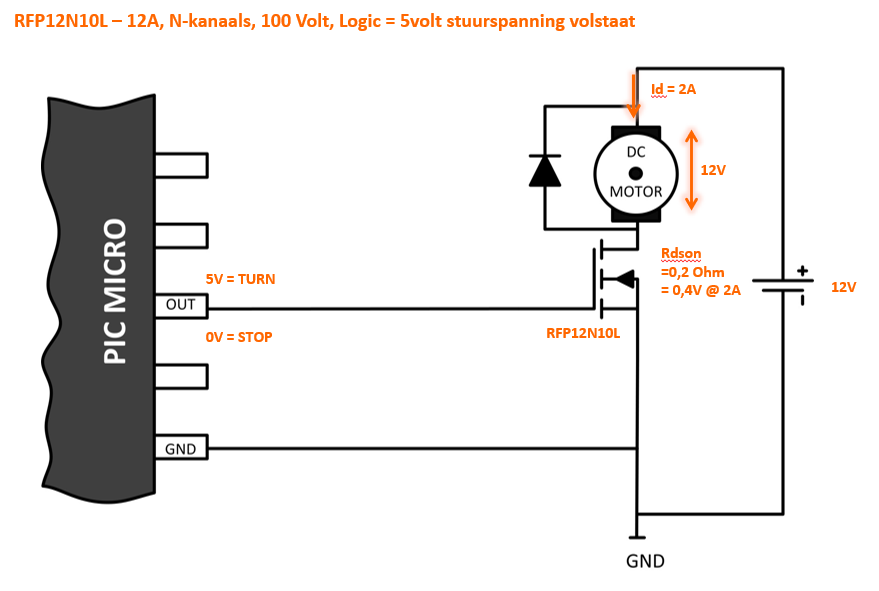 RFP12N10L – 12A, N-kanaals, 100 Volt, Logic = 5volt stuurspanning volstaat
Id = 2A
DC
MOTOR
12V
PIC MICRO
5V = TURN
OUT
0V = STOP
Rdson
=0,2 Ohm
= 0,4V @ 2A
+
-
12V
RFP12N10L
GND
GND